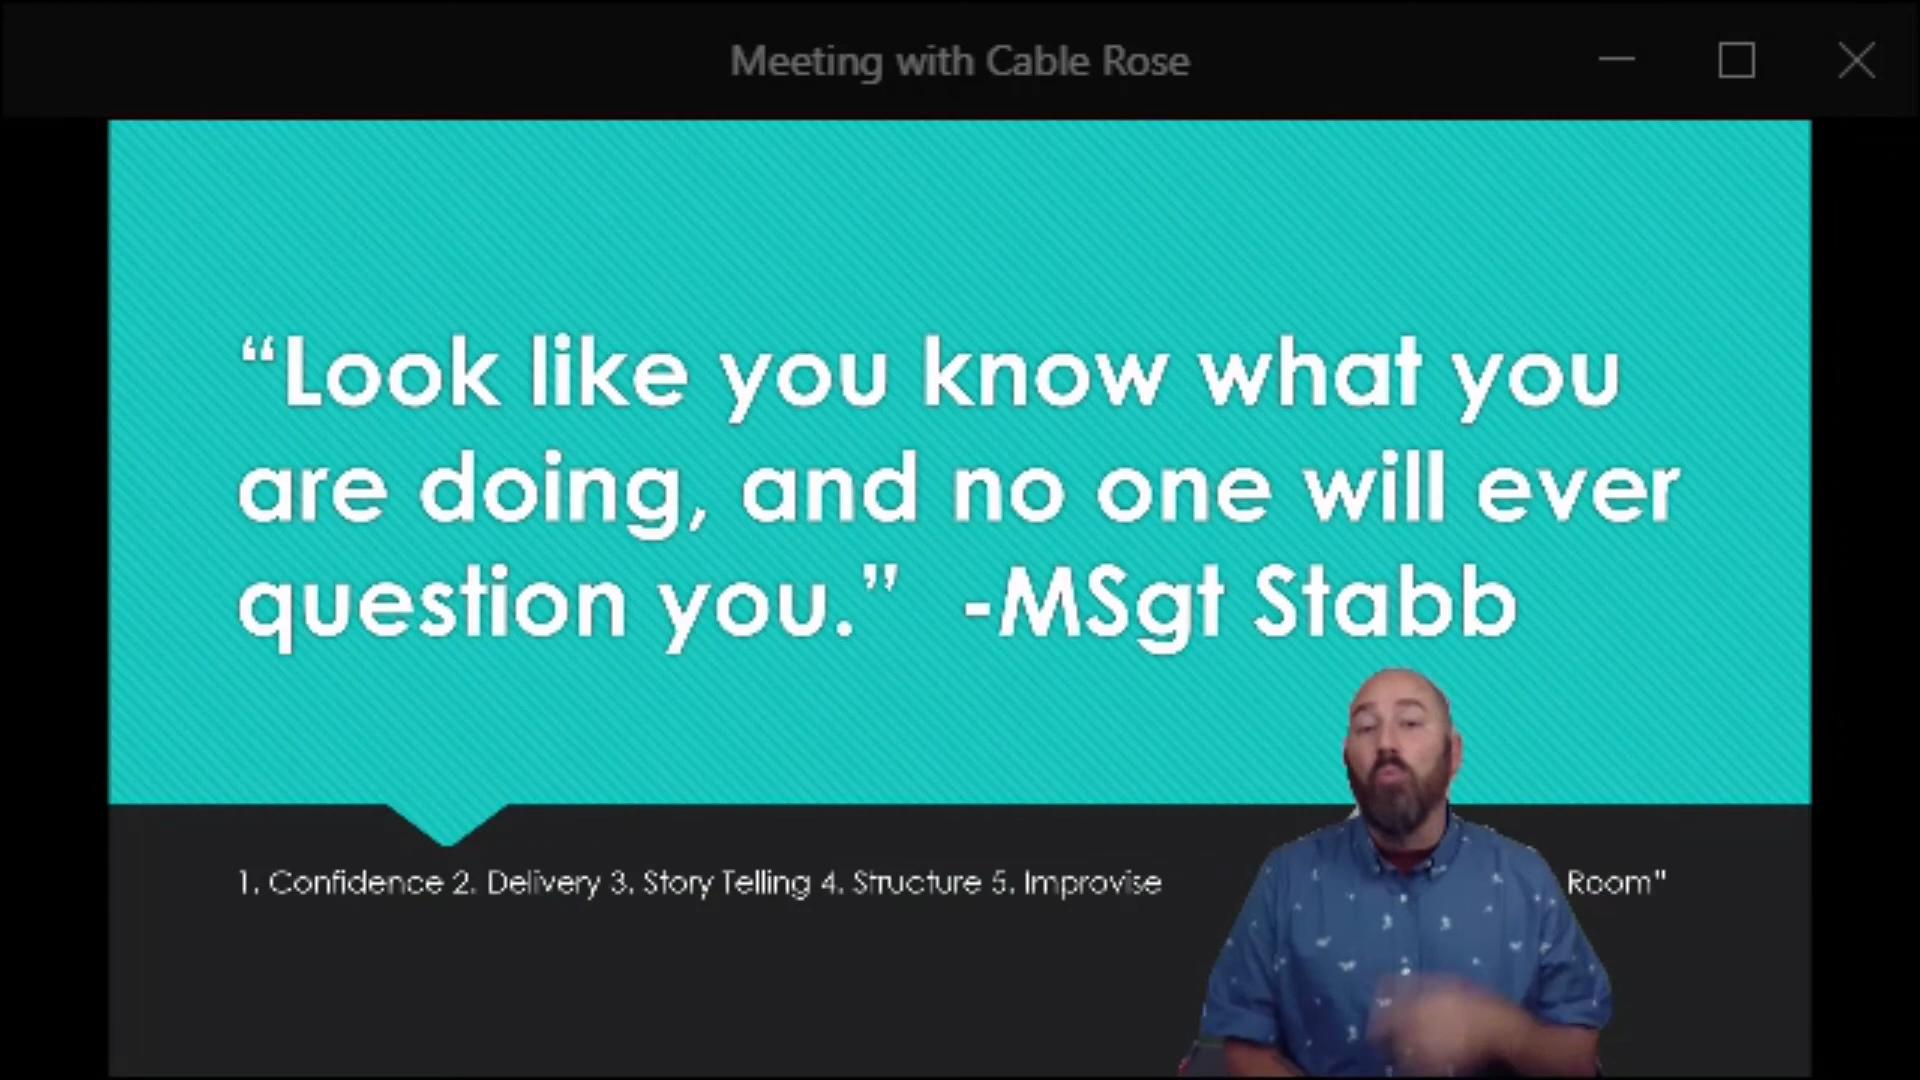 Meeting with Cable Rose
“Look like you know what you
are doing, and no one will ever
question you.” -MSgt Stabb
1. Confidence 2. Delivery 3. Story Telling 4. Structure 5. Improvise Room"